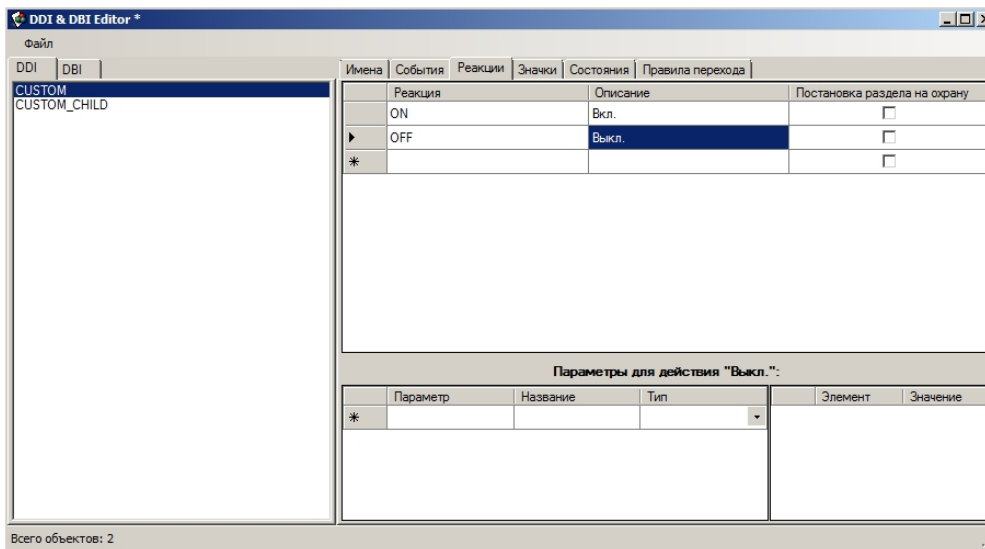 DDI & DBI Editor *
Файл
DDI DBI
Имена События Реакции Значки Состояния Правила перехода
CUSTOM
CUSTOM_CHILD
Реакция Описание Постановка раздела на охрану
ON Вкл.
OFF Выкл.
Параметры для действия "Выкл.":
Параметр Название Тип Элемент Значение
Всего объектов: 2